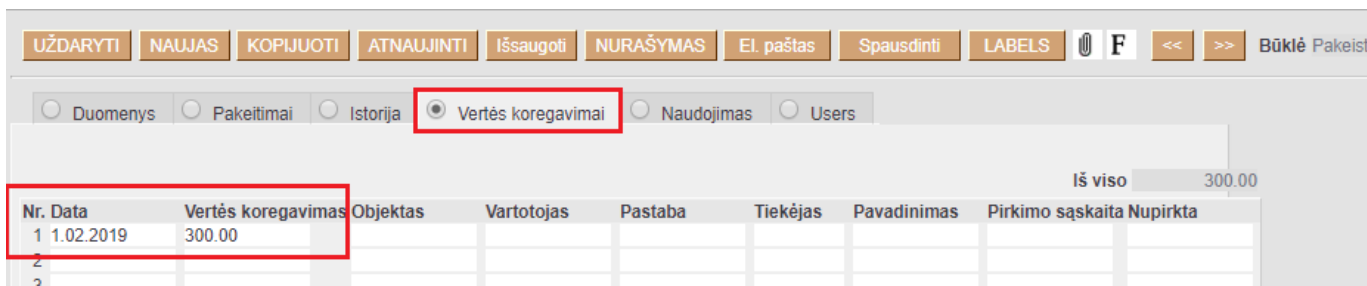 UŽDARYTI NAUJAS KOPIJUOTI ATNAUJINTI Išsaugoti NURAŠYMAS El. paštas Spausdinti LABELS F << >> Būklė Pakeist
Duomenys Pakeitimai Istorija Vertės koregavimai Naudojimas Users
Iš viso 300.00
Nr. Data Vertės koregavimas Objektas Vartotojas Pastaba Tiekėjas Pavadinimas Pirkimo sąskaita Nupirkta
1 1.02.2019 300.00
2
3